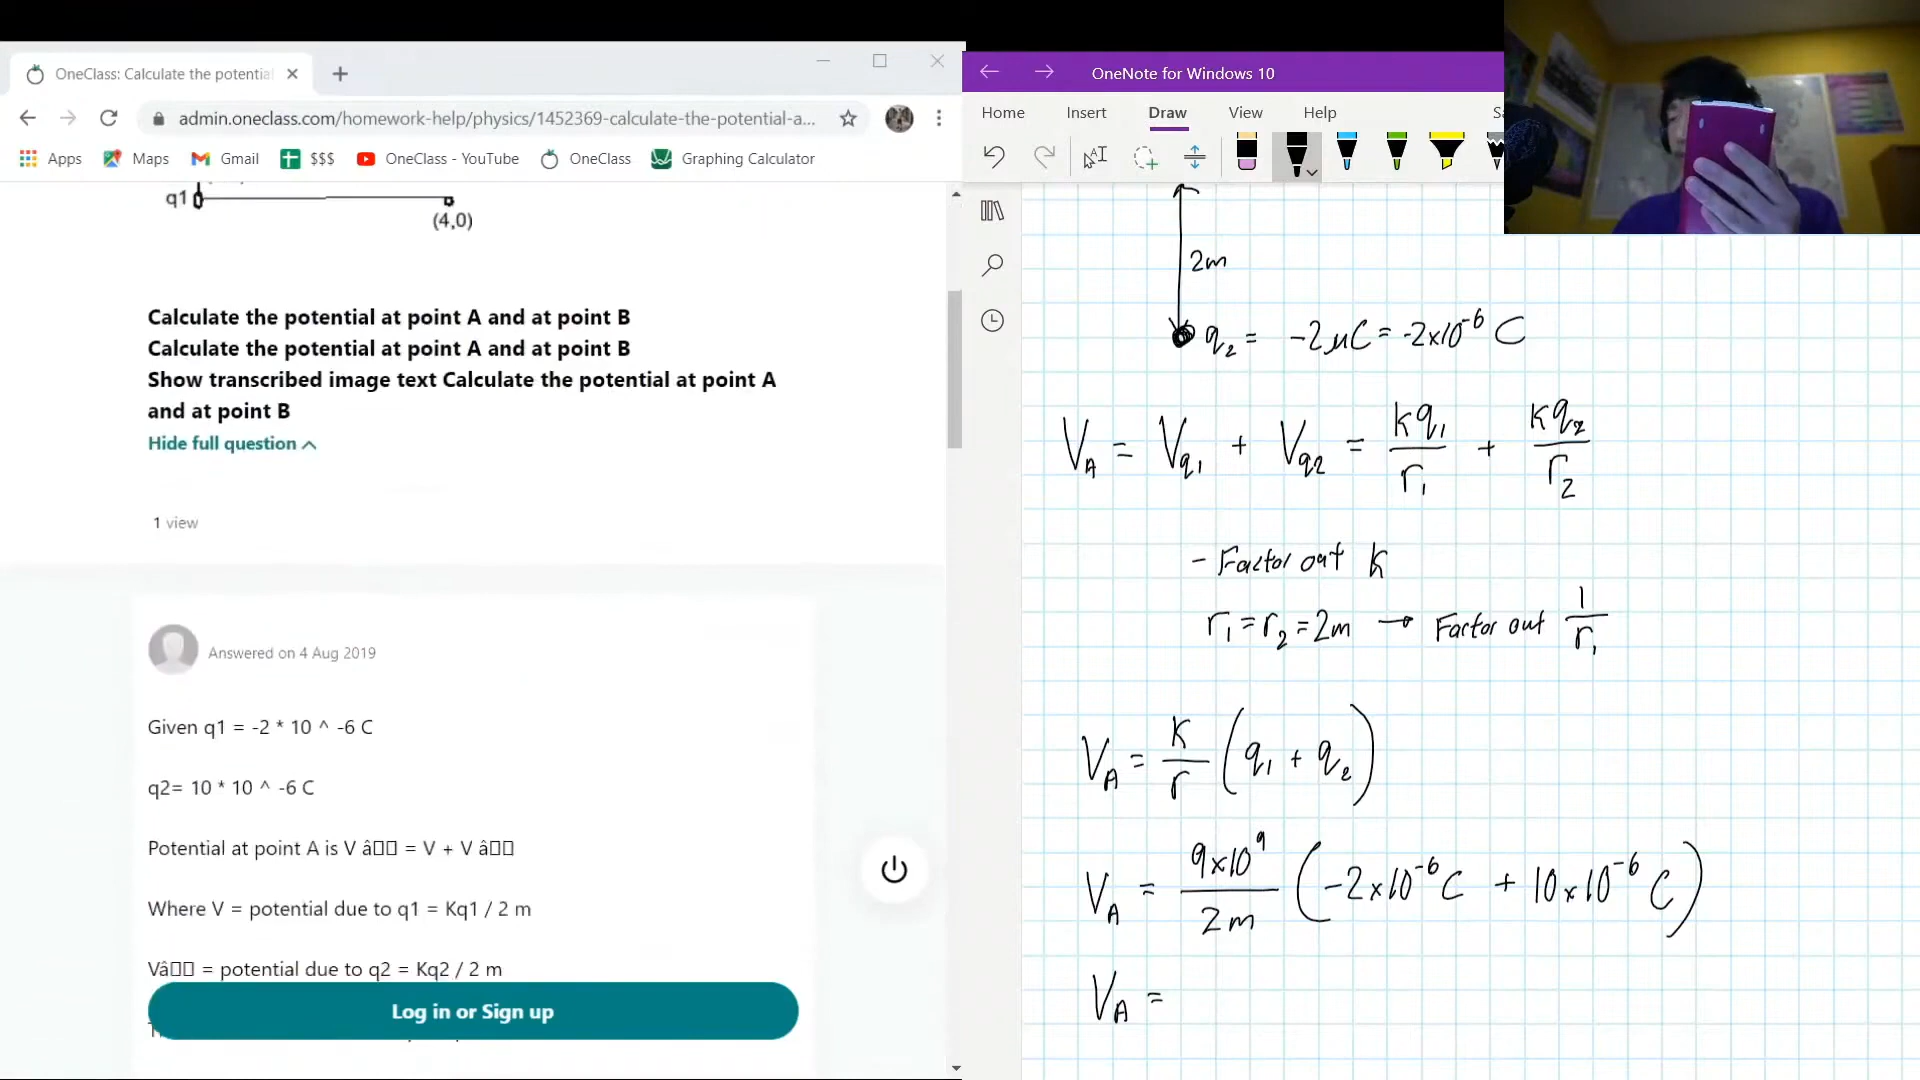 OneClass: Calculate the potential
admin.oneclass.com/homework-help/physics/1452369-calculate-the-potential-a...
Apps
Maps
Gmail
$$$
OneClass - YouTube
OneClass
Graphing Calculator
q1
(4,0)
Calculate the potential at point A and at point B
Calculate the potential at point A and at point B
Show transcribed image text Calculate the potential at point A
and at point B
Hide full question
1 view
Answered on 4 Aug 2019
Given q1 = -2 * 10 ^ -6 C
q2= 10 * 10 ^ -6 C
Potential at point A is V â▯▯ = V + V â▯▯
Where V = potential due to q1 = Kq1 / 2 m
Vâ▯▯ = potential due to q2 = Kq2 / 2 m
Log in or Sign up
OneNote for Windows 10
Home Insert Draw View Help
2m
q₂ = -2μC = -2x10⁻⁶ C
V_A = V_q₁ + V_q₂ = kq₁/r₁ + kq₂/r₂
- Factor out k
r₁ = r₂ = 2m → Factor out 1/r₁
V_A = k/r (q₁ + q₂)
V_A = 9x10⁹/2m (-2x10⁻⁶C + 10x10⁻⁶C)
V_A =